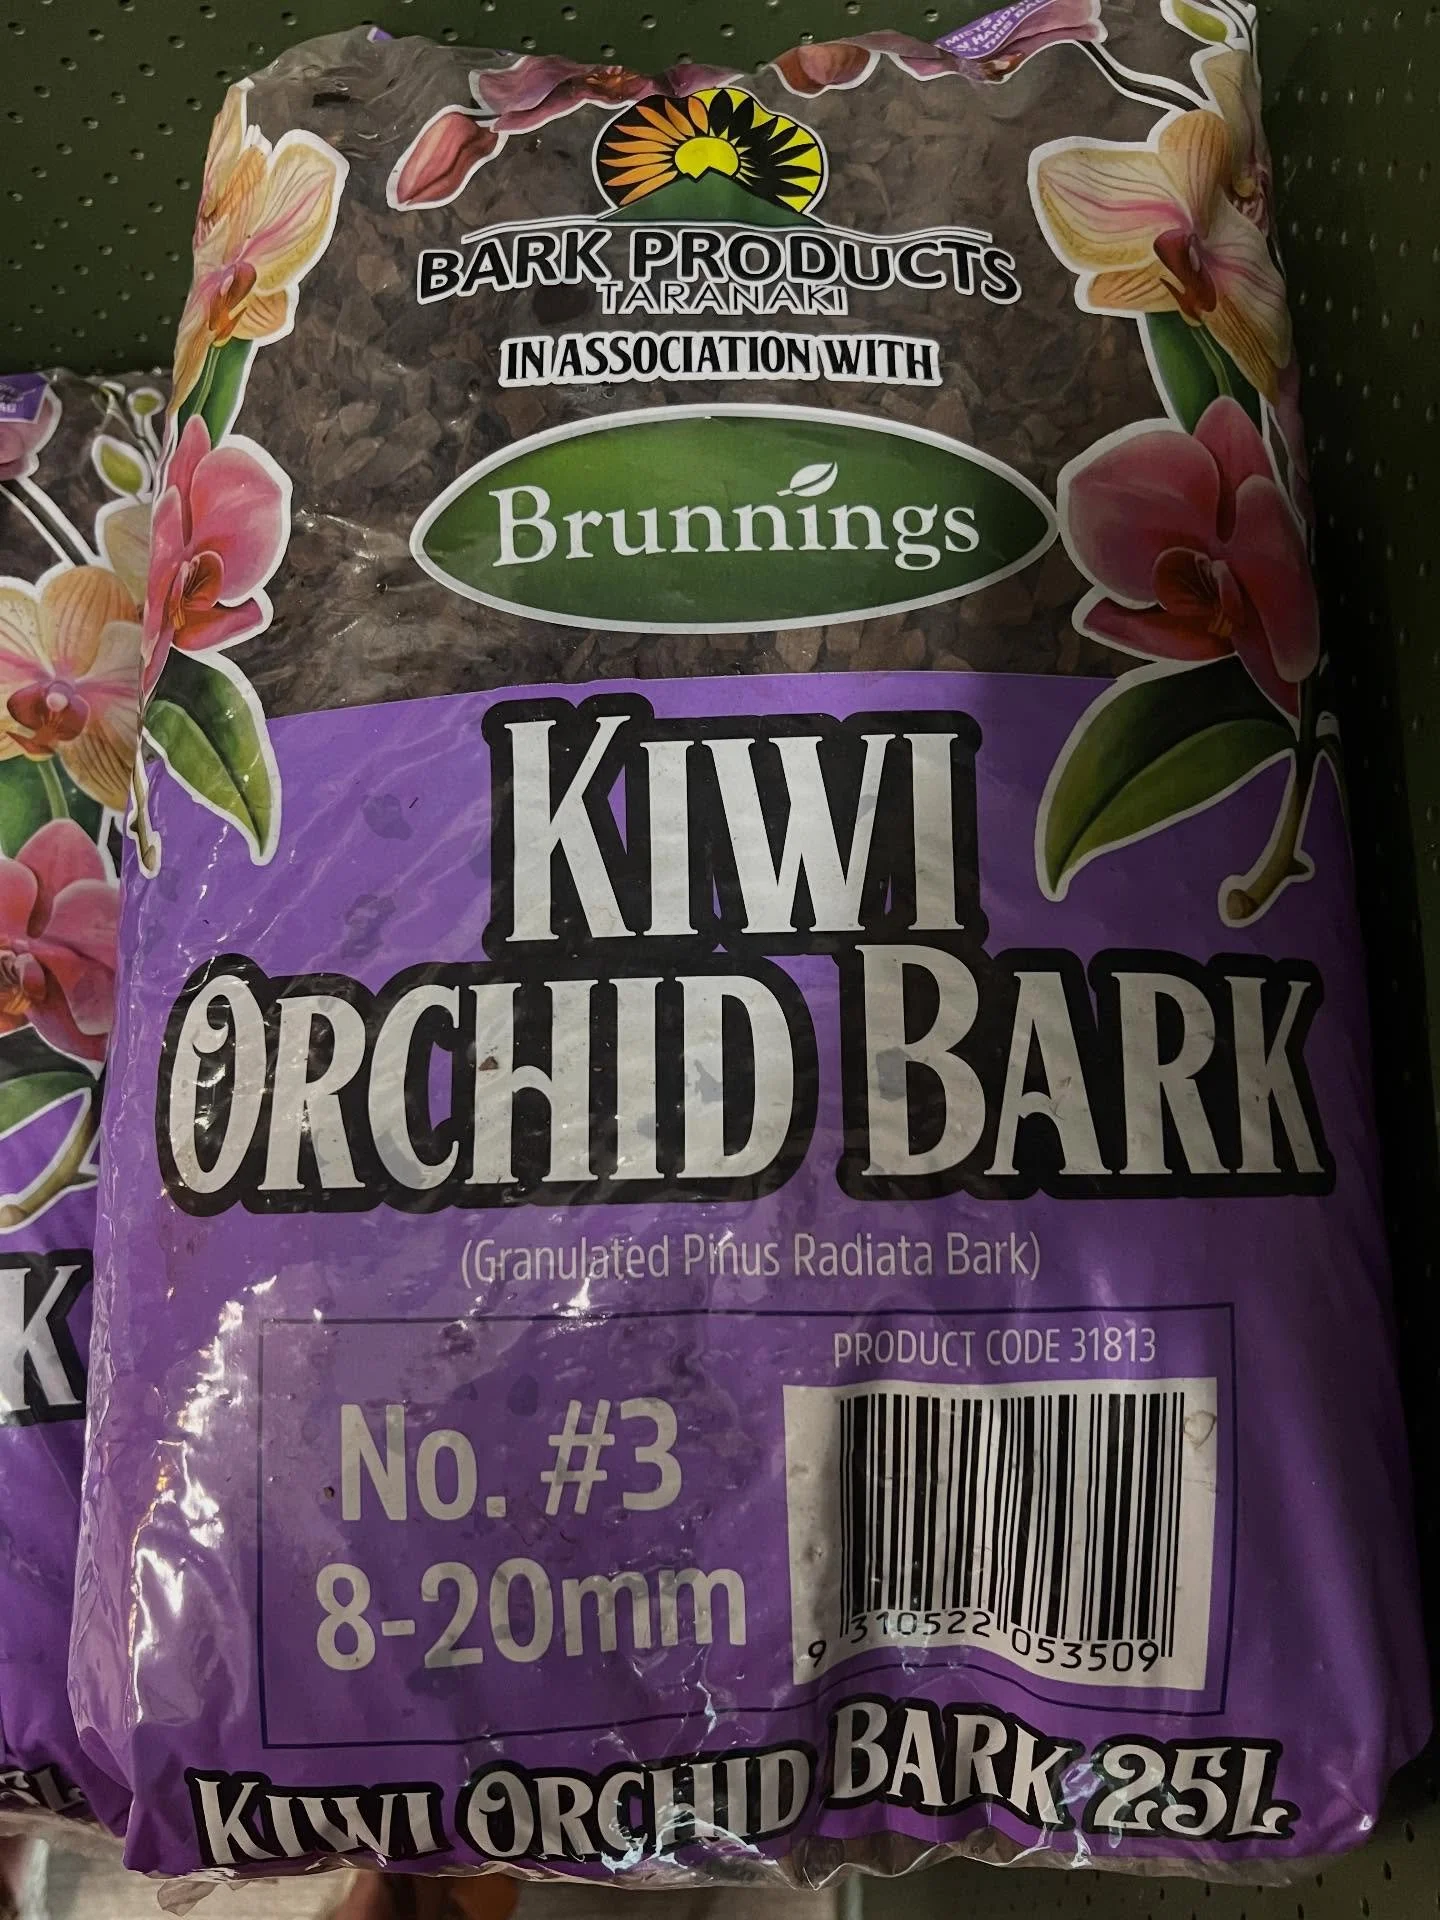 BARK PRODUCTS
TARANAKI
IN ASSOCIATION WITH
Brunnings
KIWI
ORCHID BARK
(Granulated Pinus Radiata Bark)
PRODUCT CODE 31813
No. #3
8-20mm
9 310522 053509
KIWI ORCHID BARK 25L
K